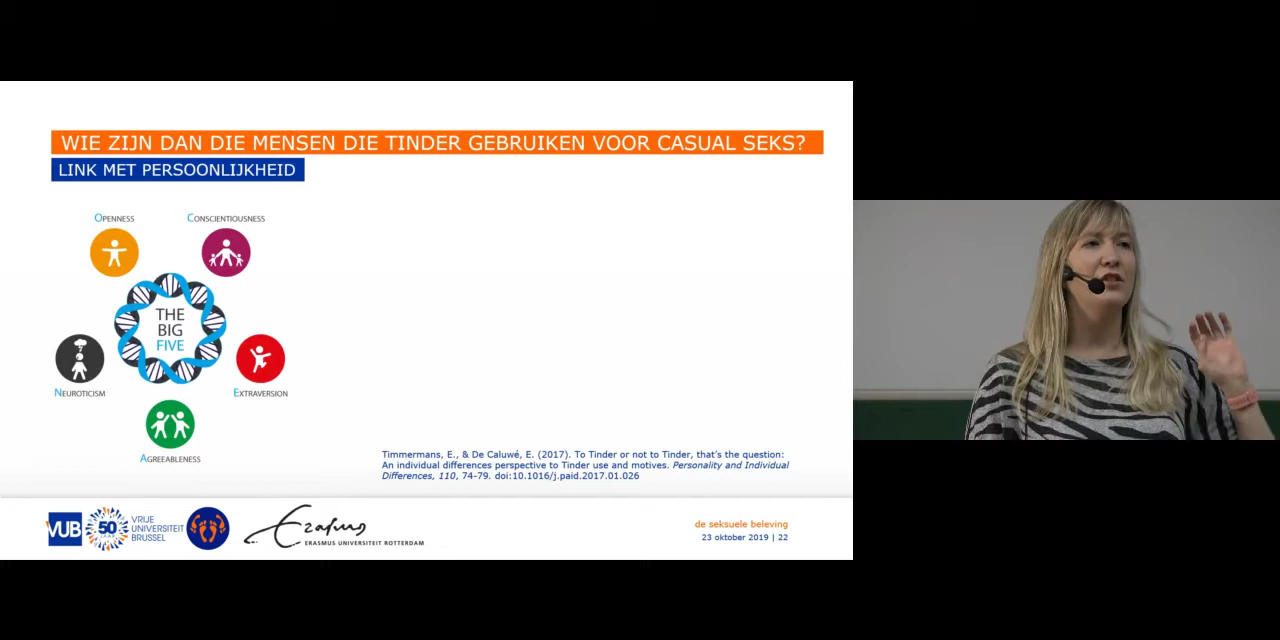 WIE ZIJN DAN DIE MENSEN DIE TINDER GEBRUIKEN VOOR CASUAL SEKS?
LINK MET PERSOONLIJKHEID
OPENNESS
CONSCIENTIOUSNESS
THE
BIG
FIVE
NEUROTICISM
EXTRAVERSION
AGREEABLENESS
Timmermans, E., & De Caluwé, E. (2017). To Tinder or not to Tinder, that's the question:
An individual differences perspective to Tinder use and motives. Personality and Individual
Differences, 110, 74-79. doi:10.1016/j.paid.2017.01.026
VUB
50
JAAR
VRIJE
UNIVERSITEIT
BRUSSEL
Erasmus
ERASMUS UNIVERSITEIT ROTTERDAM
de seksuele beleving
23 oktober 2019 | 22